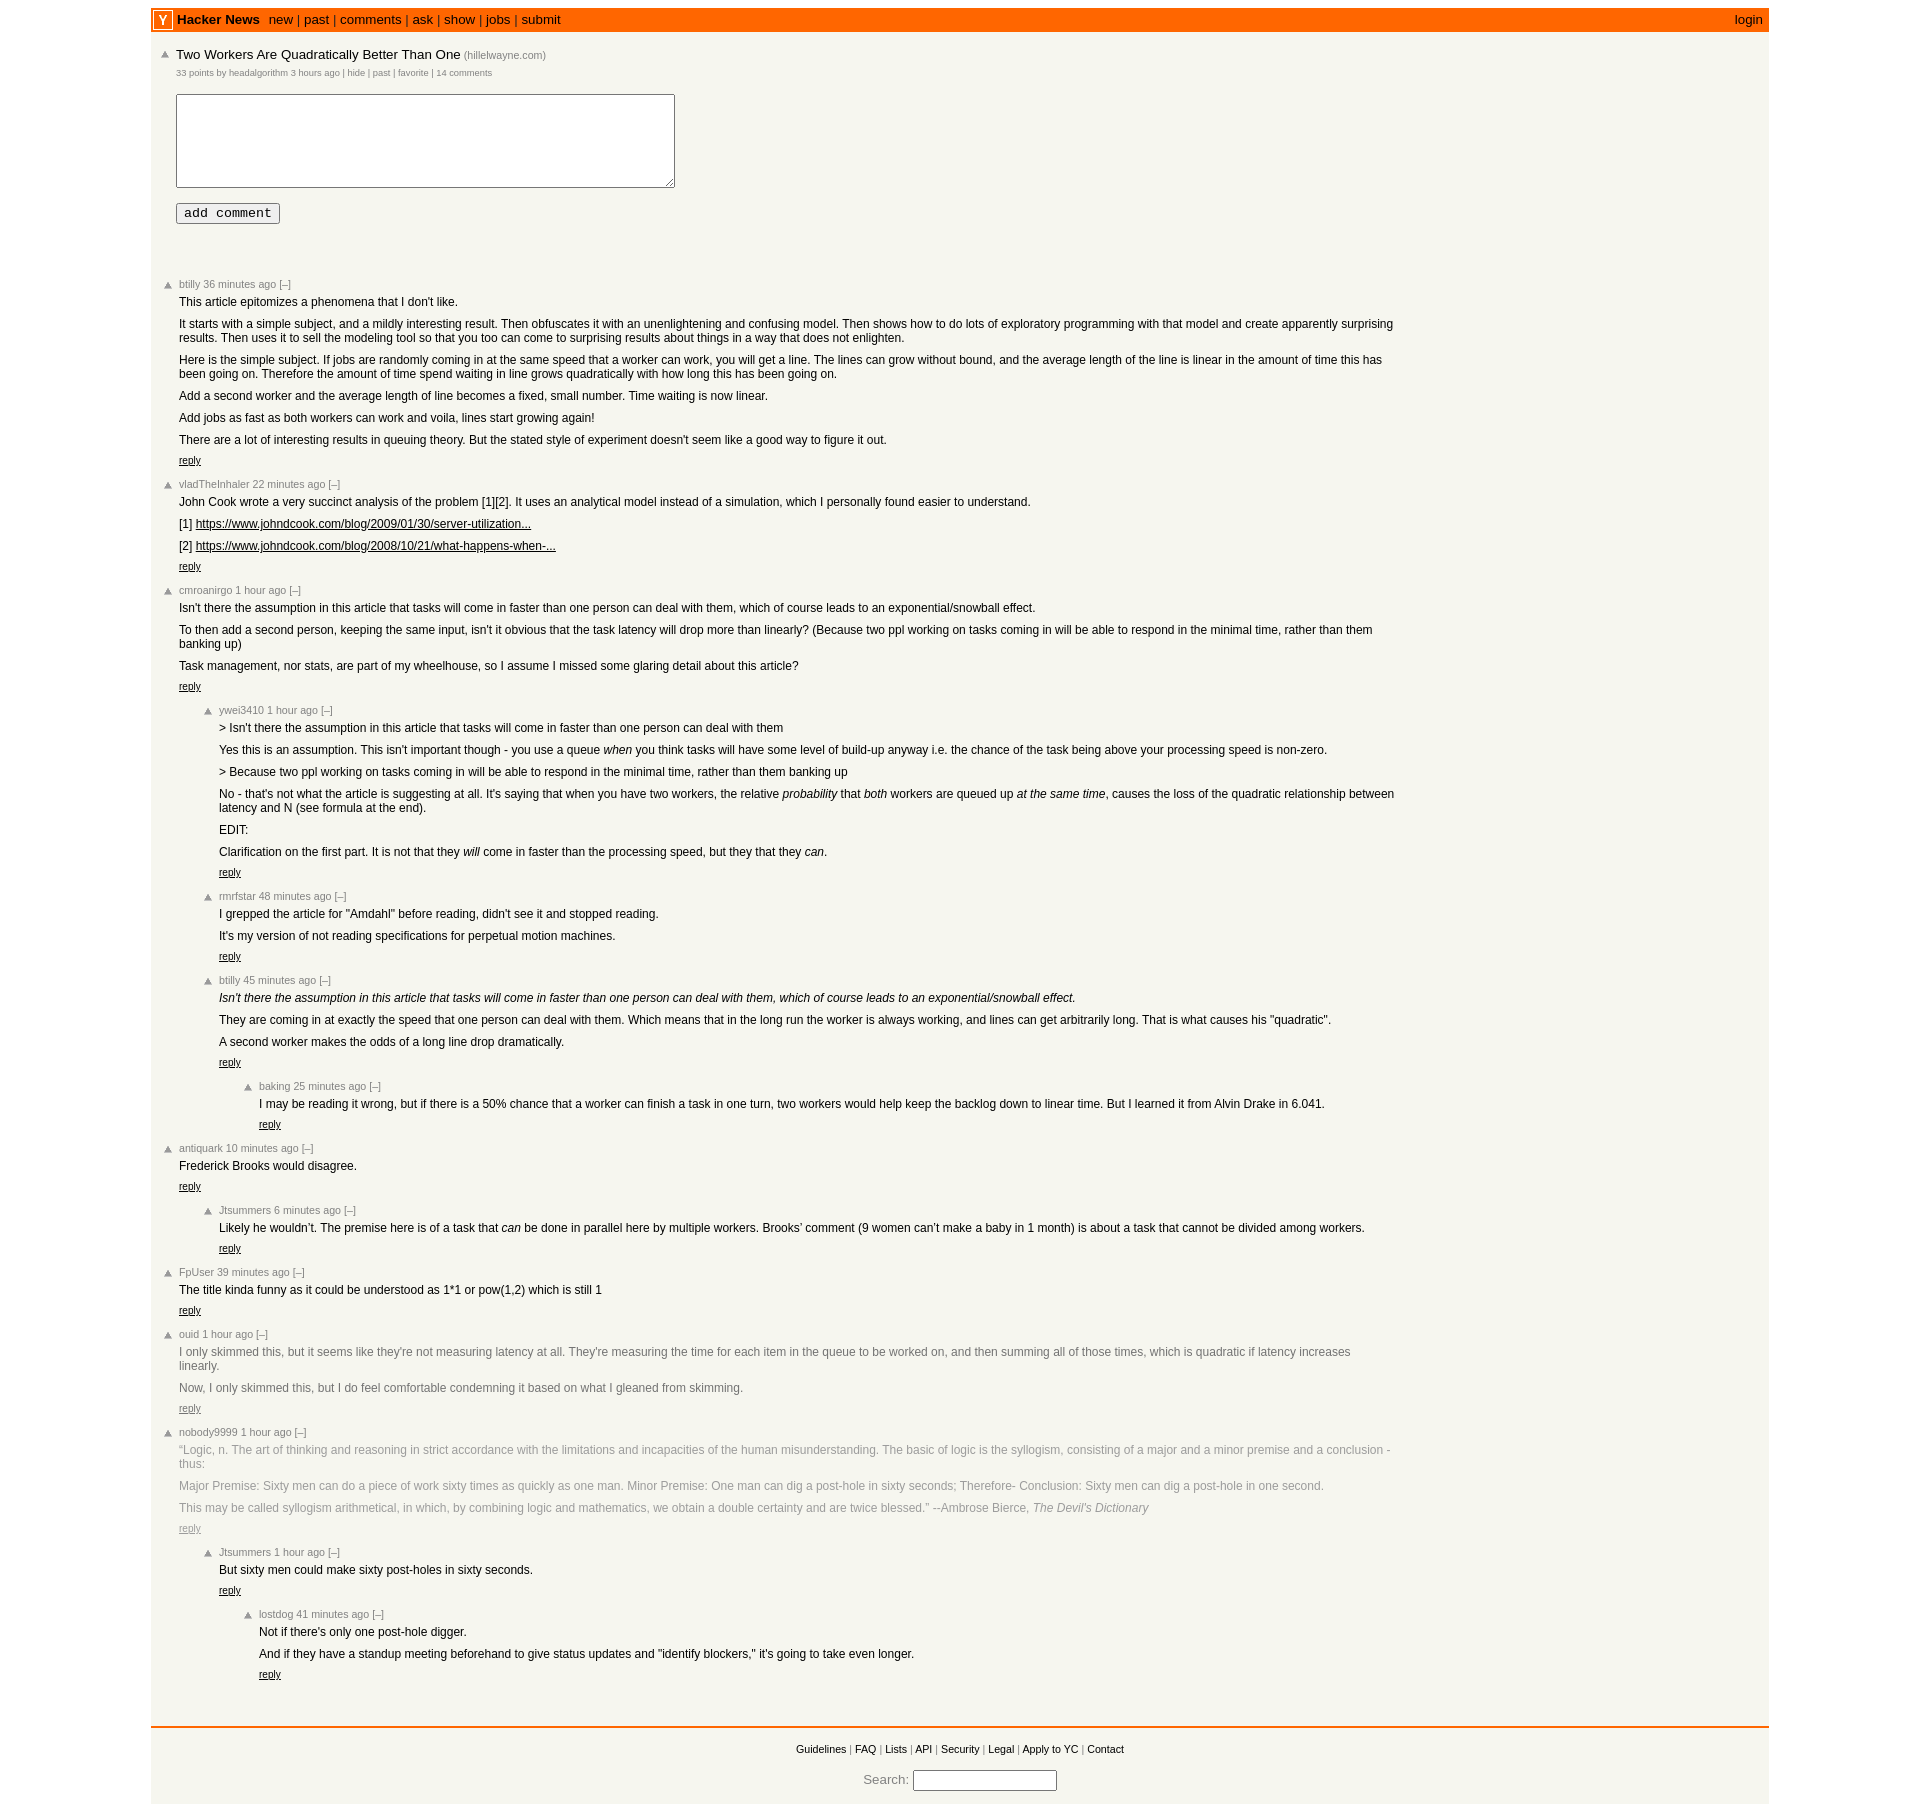 Y Hacker News new | past | comments | ask | show | jobs | submit login
Two Workers Are Quadratically Better Than One (hillelwayne.com)
33 points by headalgorithm 3 hours ago | hide | past | favorite | 14 comments
add comment
btilly 36 minutes ago [–]
This article epitomizes a phenomena that I don't like.
It starts with a simple subject, and a mildly interesting result. Then obfuscates it with an unenlightening and confusing model. Then shows how to do lots of exploratory programming with that model and create apparently surprising
results. Then uses it to sell the modeling tool so that you too can come to surprising results about things in a way that does not enlighten.
Here is the simple subject. If jobs are randomly coming in at the same speed that a worker can work, you will get a line. The lines can grow without bound, and the average length of the line is linear in the amount of time this has
been going on. Therefore the amount of time spend waiting in line grows quadratically with how long this has been going on.
Add a second worker and the average length of line becomes a fixed, small number. Time waiting is now linear.
Add jobs as fast as both workers can work and voila, lines start growing again!
There are a lot of interesting results in queuing theory. But the stated style of experiment doesn't seem like a good way to figure it out.
reply
vladTheInhaler 22 minutes ago [–]
John Cook wrote a very succinct analysis of the problem [1][2]. It uses an analytical model instead of a simulation, which I personally found easier to understand.
[1] https://www.johndcook.com/blog/2009/01/30/server-utilization...
[2] https://www.johndcook.com/blog/2008/10/21/what-happens-when-...
reply
cmroanirgo 1 hour ago [–]
Isn't there the assumption in this article that tasks will come in faster than one person can deal with them, which of course leads to an exponential/snowball effect.
To then add a second person, keeping the same input, isn't it obvious that the task latency will drop more than linearly? (Because two ppl working on tasks coming in will be able to respond in the minimal time, rather than them
banking up)
Task management, nor stats, are part of my wheelhouse, so I assume I missed some glaring detail about this article?
reply
ywei3410 1 hour ago [–]
> Isn't there the assumption in this article that tasks will come in faster than one person can deal with them
Yes this is an assumption. This isn't important though - you use a queue when you think tasks will have some level of build-up anyway i.e. the chance of the task being above your processing speed is non-zero.
> Because two ppl working on tasks coming in will be able to respond in the minimal time, rather than them banking up
No - that's not what the article is suggesting at all. It's saying that when you have two workers, the relative probability that both workers are queued up at the same time, causes the loss of the quadratic relationship between
latency and N (see formula at the end).
EDIT:
Clarification on the first part. It is not that they will come in faster than the processing speed, but they that they can.
reply
rmrfstar 48 minutes ago [–]
I grepped the article for "Amdahl" before reading, didn't see it and stopped reading.
It's my version of not reading specifications for perpetual motion machines.
reply
btilly 45 minutes ago [–]
Isn't there the assumption in this article that tasks will come in faster than one person can deal with them, which of course leads to an exponential/snowball effect.
They are coming in at exactly the speed that one person can deal with them. Which means that in the long run the worker is always working, and lines can get arbitrarily long. That is what causes his "quadratic".
A second worker makes the odds of a long line drop dramatically.
reply
baking 25 minutes ago [–]
I may be reading it wrong, but if there is a 50% chance that a worker can finish a task in one turn, two workers would help keep the backlog down to linear time. But I learned it from Alvin Drake in 6.041.
reply
antiquark 10 minutes ago [–]
Frederick Brooks would disagree.
reply
Jtsummers 6 minutes ago [–]
Likely he wouldn’t. The premise here is of a task that can be done in parallel here by multiple workers. Brooks’ comment (9 women can’t make a baby in 1 month) is about a task that cannot be divided among workers.
reply
FpUser 39 minutes ago [–]
The title kinda funny as it could be understood as 1*1 or pow(1,2) which is still 1
reply
ouid 1 hour ago [–]
I only skimmed this, but it seems like they're not measuring latency at all. They're measuring the time for each item in the queue to be worked on, and then summing all of those times, which is quadratic if latency increases
linearly.
Now, I only skimmed this, but I do feel comfortable condemning it based on what I gleaned from skimming.
reply
nobody9999 1 hour ago [–]
“Logic, n. The art of thinking and reasoning in strict accordance with the limitations and incapacities of the human misunderstanding. The basic of logic is the syllogism, consisting of a major and a minor premise and a conclusion -
thus:
Major Premise: Sixty men can do a piece of work sixty times as quickly as one man. Minor Premise: One man can dig a post-hole in sixty seconds; Therefore- Conclusion: Sixty men can dig a post-hole in one second.
This may be called syllogism arithmetical, in which, by combining logic and mathematics, we obtain a double certainty and are twice blessed.” --Ambrose Bierce, The Devil's Dictionary
reply
Jtsummers 1 hour ago [–]
But sixty men could make sixty post-holes in sixty seconds.
reply
lostdog 41 minutes ago [–]
Not if there's only one post-hole digger.
And if they have a standup meeting beforehand to give status updates and "identify blockers," it's going to take even longer.
reply
Guidelines | FAQ | Lists | API | Security | Legal | Apply to YC | Contact
Search: